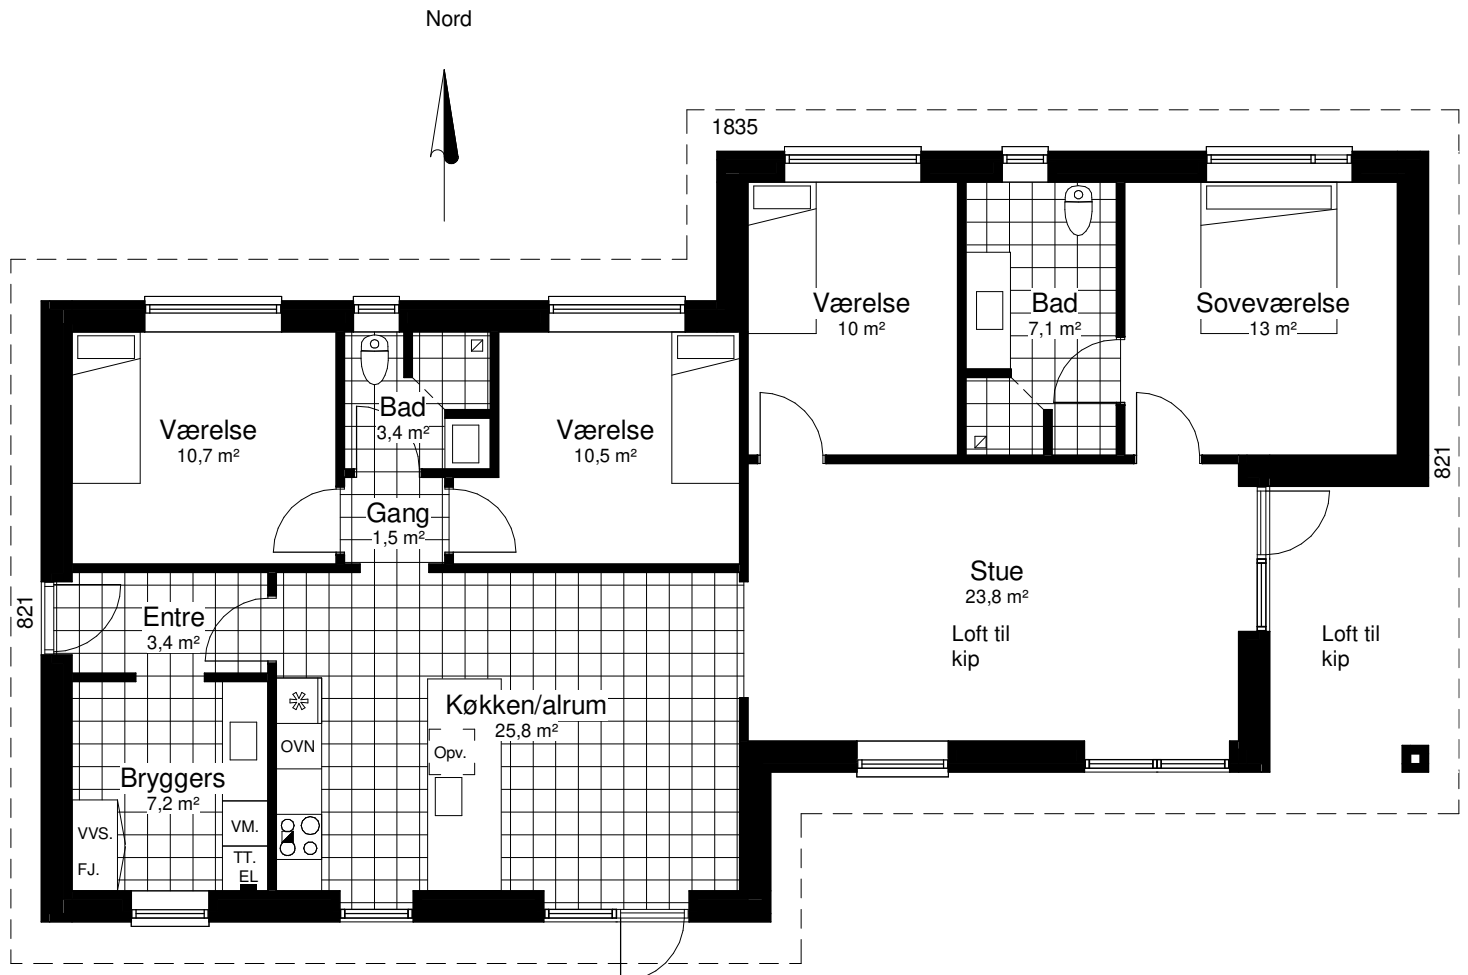 Nord
1835
Værelse
10 m²
Bad
7,1 m²
Soveværelse
13 m²
Værelse
10,7 m²
Bad
3,4 m²
Værelse
10,5 m²
821
Gang
1,5 m²
Stue
23,8 m²
Loft til
kip
Loft til
kip
821
Entre
3,4 m²
Køkken/alrum
25,8 m²
OVN
Opv.
Bryggers
7,2 m²
VVS.
FJ.
VM.
TT.
EL